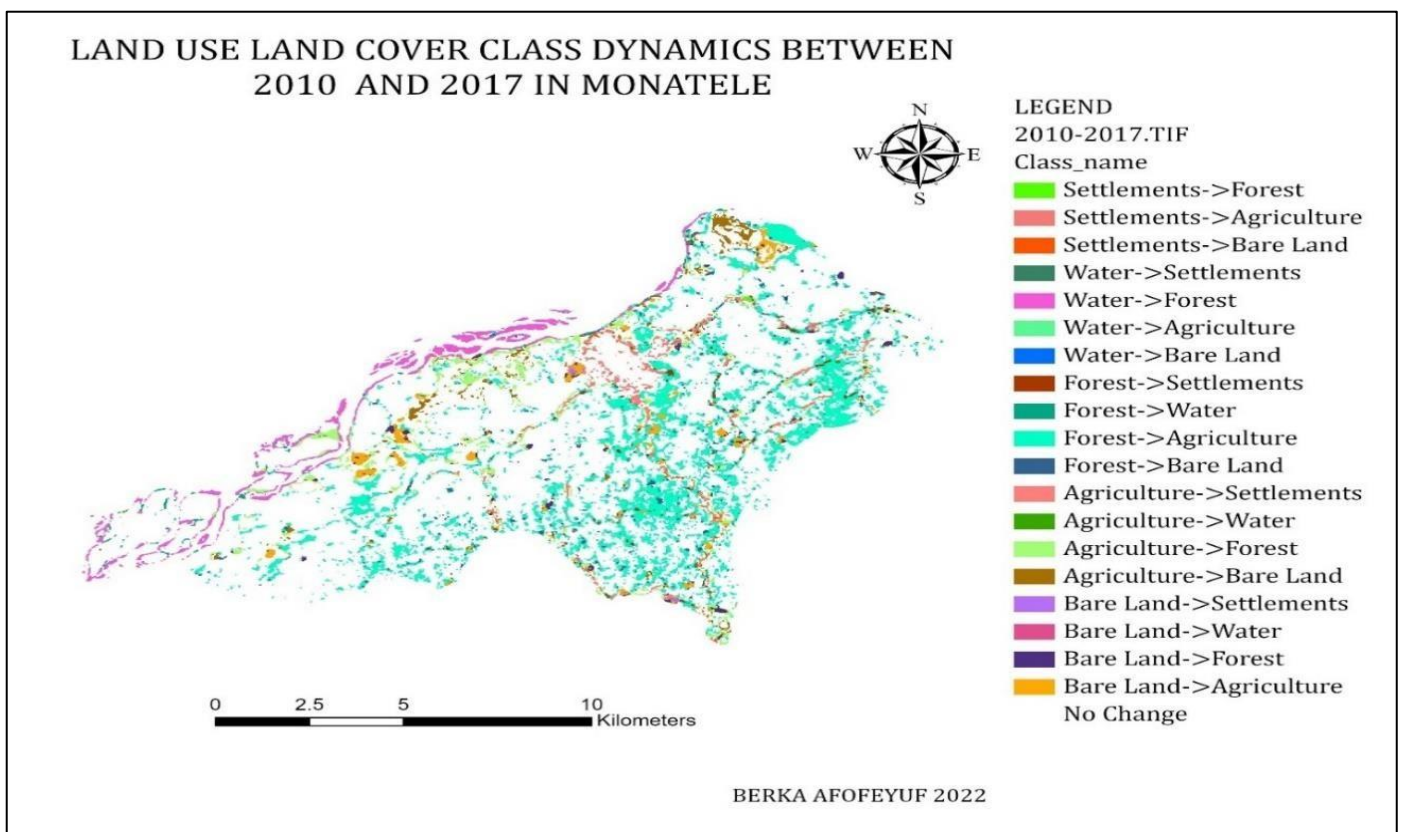 LAND USE LAND COVER CLASS DYNAMICS BETWEEN
2010 AND 2017 IN MONATELE
N
W E
S
LEGEND
2010-2017.TIF
Class_name
Settlements->Forest
Settlements->Agriculture
Settlements->Bare Land
Water->Settlements
Water->Forest
Water->Agriculture
Water->Bare Land
Forest->Settlements
Forest->Water
Forest->Agriculture
Forest->Bare Land
Agriculture->Settlements
Agriculture->Water
Agriculture->Forest
Agriculture->Bare Land
Bare Land->Settlements
Bare Land->Water
Bare Land->Forest
Bare Land->Agriculture
No Change
0 2.5 5 10
Kilometers
BERKA AFOFEYUF 2022